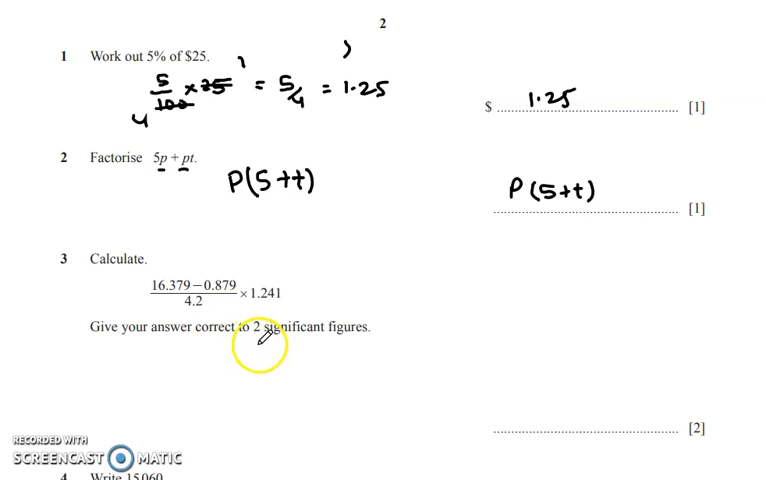 2
1 Work out 5% of $25.
5/100 × 25 = 5/4 = 1.25
4 1
$ 1.25 [1]
2 Factorise 5p + pt.
P(5+t)
P(5+t) [1]
3 Calculate.
16.379 – 0.879
4.2 × 1.241
Give your answer correct to 2 significant figures.
[2]
RECORDED WITH
SCREENCAST MATIC
4 Write 15 060